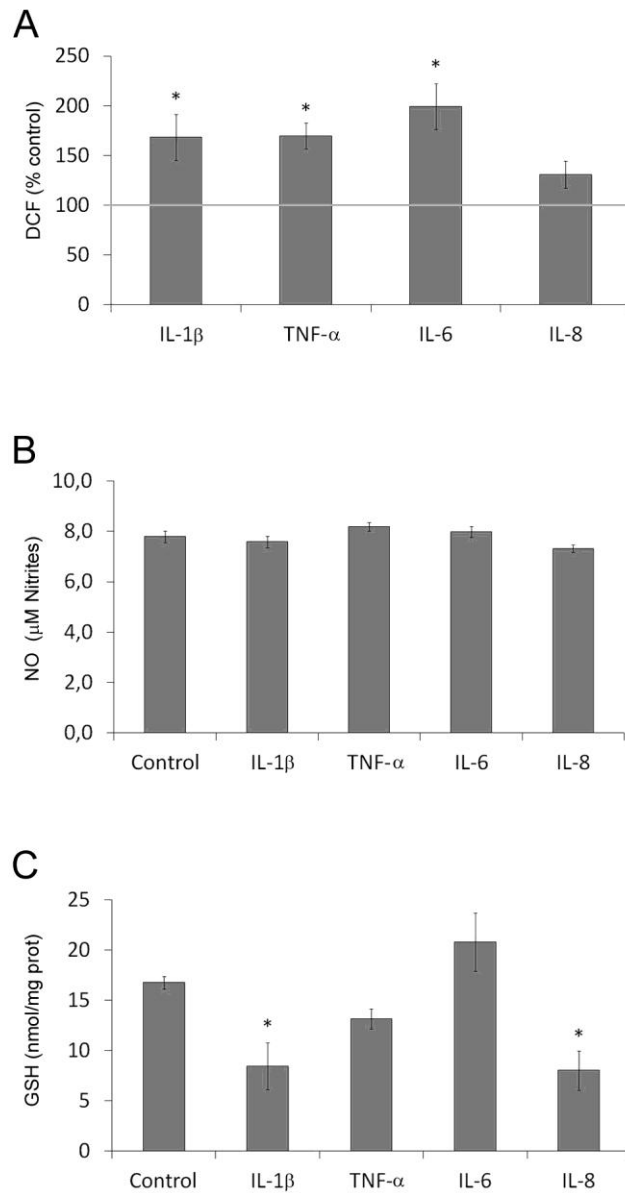 A
DCF (% control)
250
200
150
100
50
0
* * *
IL-1β TNF-α IL-6 IL-8
B
NO (µM Nitrites)
10,0
8,0
6,0
4,0
2,0
0,0
Control IL-1β TNF-α IL-6 IL-8
C
GSH (nmol/mg prot)
25
20
15
10
5
0
* *
Control IL-1β TNF-α IL-6 IL-8